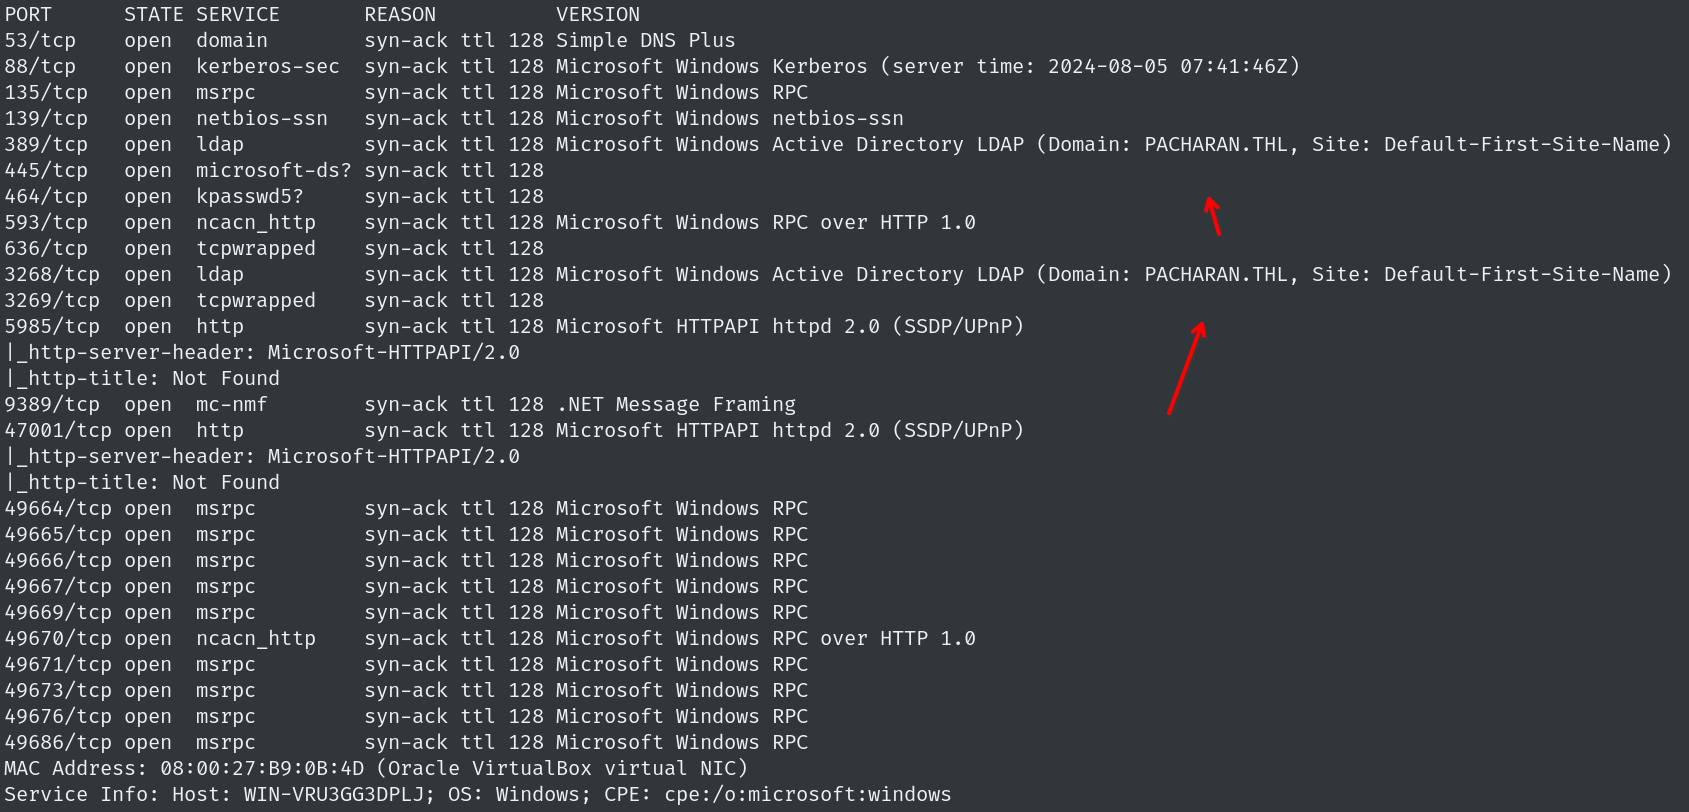 PORT      STATE SERVICE       REASON          VERSION
53/tcp    open  domain        syn-ack ttl 128 Simple DNS Plus
88/tcp    open  kerberos-sec  syn-ack ttl 128 Microsoft Windows Kerberos (server time: 2024-08-05 07:41:46Z)
135/tcp   open  msrpc         syn-ack ttl 128 Microsoft Windows RPC
139/tcp   open  netbios-ssn   syn-ack ttl 128 Microsoft Windows netbios-ssn
389/tcp   open  ldap          syn-ack ttl 128 Microsoft Windows Active Directory LDAP (Domain: PACHARAN.THL, Site: Default-First-Site-Name)
445/tcp   open  microsoft-ds? syn-ack ttl 128
464/tcp   open  kpasswd5?     syn-ack ttl 128
593/tcp   open  ncacn_http    syn-ack ttl 128 Microsoft Windows RPC over HTTP 1.0
636/tcp   open  tcpwrapped    syn-ack ttl 128
3268/tcp  open  ldap          syn-ack ttl 128 Microsoft Windows Active Directory LDAP (Domain: PACHARAN.THL, Site: Default-First-Site-Name)
3269/tcp  open  tcpwrapped    syn-ack ttl 128
5985/tcp  open  http          syn-ack ttl 128 Microsoft HTTPAPI httpd 2.0 (SSDP/UPnP)
|_http-server-header: Microsoft-HTTPAPI/2.0
|_http-title: Not Found
9389/tcp  open  mc-nmf        syn-ack ttl 128 .NET Message Framing
47001/tcp open  http          syn-ack ttl 128 Microsoft HTTPAPI httpd 2.0 (SSDP/UPnP)
|_http-server-header: Microsoft-HTTPAPI/2.0
|_http-title: Not Found
49664/tcp open  msrpc         syn-ack ttl 128 Microsoft Windows RPC
49665/tcp open  msrpc         syn-ack ttl 128 Microsoft Windows RPC
49666/tcp open  msrpc         syn-ack ttl 128 Microsoft Windows RPC
49667/tcp open  msrpc         syn-ack ttl 128 Microsoft Windows RPC
49669/tcp open  msrpc         syn-ack ttl 128 Microsoft Windows RPC
49670/tcp open  ncacn_http    syn-ack ttl 128 Microsoft Windows RPC over HTTP 1.0
49671/tcp open  msrpc         syn-ack ttl 128 Microsoft Windows RPC
49673/tcp open  msrpc         syn-ack ttl 128 Microsoft Windows RPC
49676/tcp open  msrpc         syn-ack ttl 128 Microsoft Windows RPC
49686/tcp open  msrpc         syn-ack ttl 128 Microsoft Windows RPC
MAC Address: 08:00:27:B9:0B:4D (Oracle VirtualBox virtual NIC)
Service Info: Host: WIN-VRU3GG3DPLJ; OS: Windows; CPE: cpe:/o:microsoft:windows